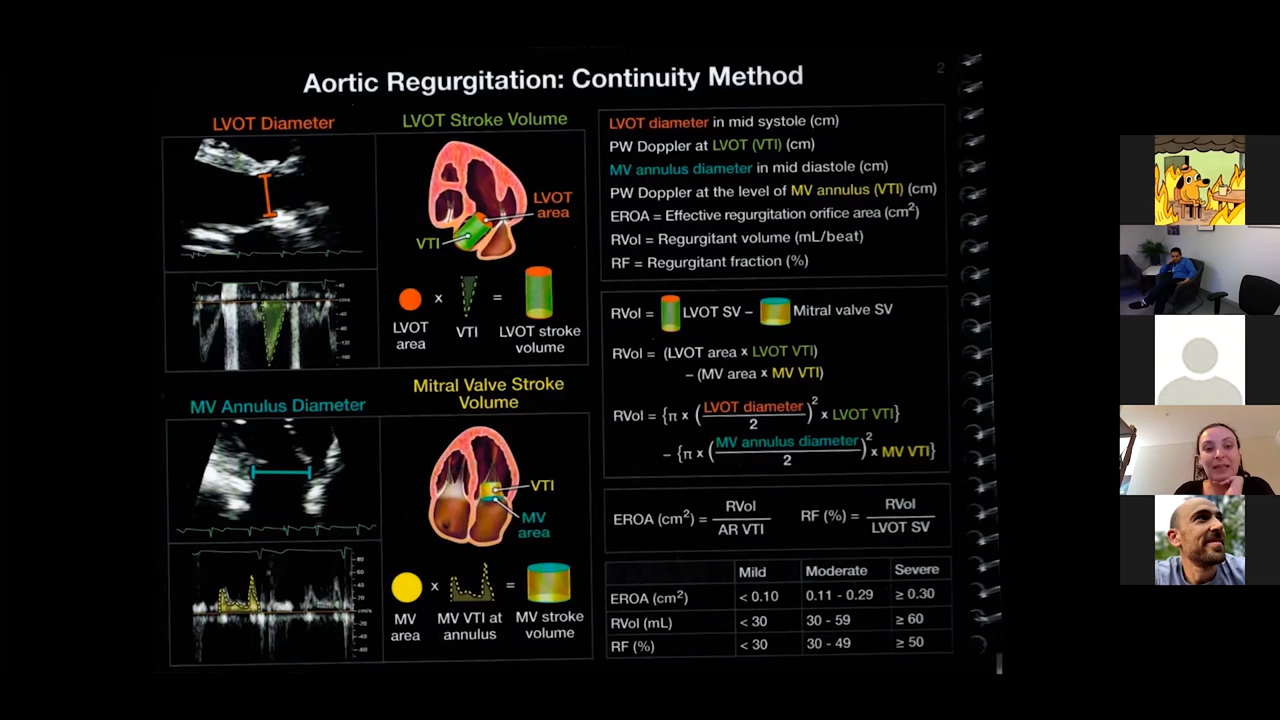 2
Aortic Regurgitation: Continuity Method
LVOT Diameter
LVOT Stroke Volume
LVOT
area
VTI
LVOT
area
x
VTI
=
LVOT stroke
volume
MV Annulus Diameter
Mitral Valve Stroke
Volume
VTI
MV
area
MV
area
x
MV VTI at
annulus
=
MV stroke
volume
LVOT diameter in mid systole (cm)
PW Doppler at LVOT (VTI) (cm)
MV annulus diameter in mid diastole (cm)
PW Doppler at the level of MV annulus (VTI) (cm)
EROA = Effective regurgitation orifice area (cm²)
RVol = Regurgitant volume (mL/beat)
RF = Regurgitant fraction (%)
RVol = LVOT SV – Mitral valve SV
RVol = (LVOT area x LVOT VTI)
– (MV area x MV VTI)
RVol = {π x (LVOT diameter / 2)² x LVOT VTI}
– {π x (MV annulus diameter / 2)² x MV VTI}
EROA (cm²) = RVol / AR VTI
RF (%) = RVol / LVOT SV
Mild Moderate Severe
EROA (cm²) < 0.10 0.11 - 0.29 ≥ 0.30
RVol (mL) < 30 30 - 59 ≥ 60
RF (%) < 30 30 - 49 ≥ 50